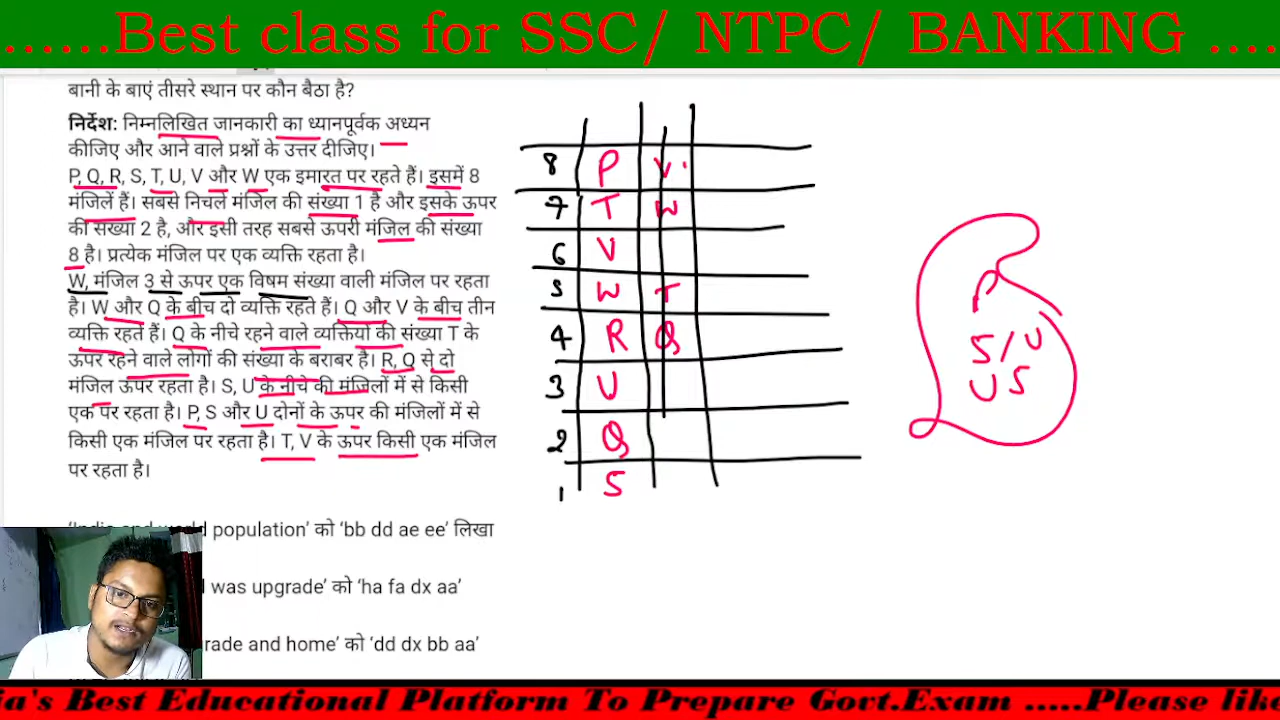 ......Best class for SSC/ NTPC/ BANKING ....
बानी के बाएं तीसरे स्थान पर कौन बैठा है?
निर्देश: निम्नलिखित जानकारी का ध्यानपूर्वक अध्यन
कीजिए और आने वाले प्रश्नों के उत्तर दीजिए।
P, Q, R, S, T, U, V और W एक इमारत पर रहते हैं। इसमें 8
मंजिलें हैं। सबसे निचले मंजिल की संख्या 1 है और इसके ऊपर
की सख्या 2 है, और इसी तरह सबसे ऊपरी मंजिल की संख्या
8 है। प्रत्येक मंजिल पर एक व्यक्ति रहता है।
W, मंजिल 3 से ऊपर एक विषम संख्या वाली मंजिल पर रहता
है। W और Q के बीच दो व्यक्ति रहते हैं। Q और V के बीच तीन
व्यक्ति रहते हैं। Q के नीचे रहने वाले व्यक्तियों की संख्या T के
ऊपर रहने वाले लोगों की संख्या के बराबर है। R, Q से दो
मंजिल ऊपर रहता है। S, U के नीचे की मंजिलों में से किसी
एक पर रहता है। P, S और U दोनों के ऊपर की मंजिलों में से
किसी एक मंजिल पर रहता है। T, V के ऊपर किसी एक मंजिल
पर रहता है।
8 P V
7 T W
6 V
5 W T
4 R Q
3 U
2 Q
1 S
P
S/U
U S
population’ को ‘bb dd ae ee’ लिखा
was upgrade’ को ‘ha fa dx aa’
rade and home’ को ‘dd dx bb aa’
ia's Best Educational Platform To Prepare Govt.Exam ......Please like